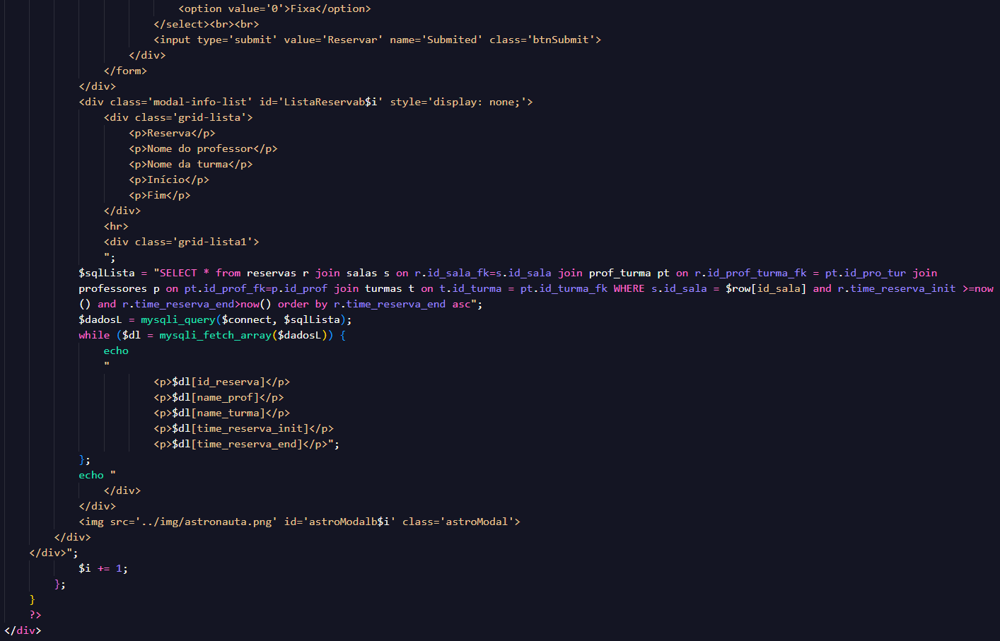 <option value='0'>Fixa</option>
</select><br><br>
<input type='submit' value='Reservar' name='Submited' class='btnSubmit'>
</div>
</form>
</div>
<div class='modal-info-list' id='ListaReservab$i' style='display: none;'>
<div class='grid-lista'>
<p>Reserva</p>
<p>Nome do professor</p>
<p>Nome da turma</p>
<p>Início</p>
<p>Fim</p>
</div>
<hr>
<div class='grid-lista1'>
";
$sqlLista = "SELECT * from reservas r join salas s on r.id_sala_fk=s.id_sala join prof_turma pt on r.id_prof_turma_fk = pt.id_pro_tur join
professores p on pt.id_prof_fk=p.id_prof join turmas t on t.id_turma = pt.id_turma_fk WHERE s.id_sala = $row[id_sala] and r.time_reserva_init >=now
() and r.time_reserva_end>now() order by r.time_reserva_end asc";
$dadosL = mysqli_query($connect, $sqlLista);
while ($dl = mysqli_fetch_array($dadosL)) {
echo
"
<p>$dl[id_reserva]</p>
<p>$dl[name_prof]</p>
<p>$dl[name_turma]</p>
<p>$dl[time_reserva_init]</p>
<p>$dl[time_reserva_end]</p>";
};
echo "
</div>
</div>
<img src='../img/astronauta.png' id='astroModalb$i' class='astroModal'>
</div>
</div>";
$i += 1;
};
}
?>
</div>